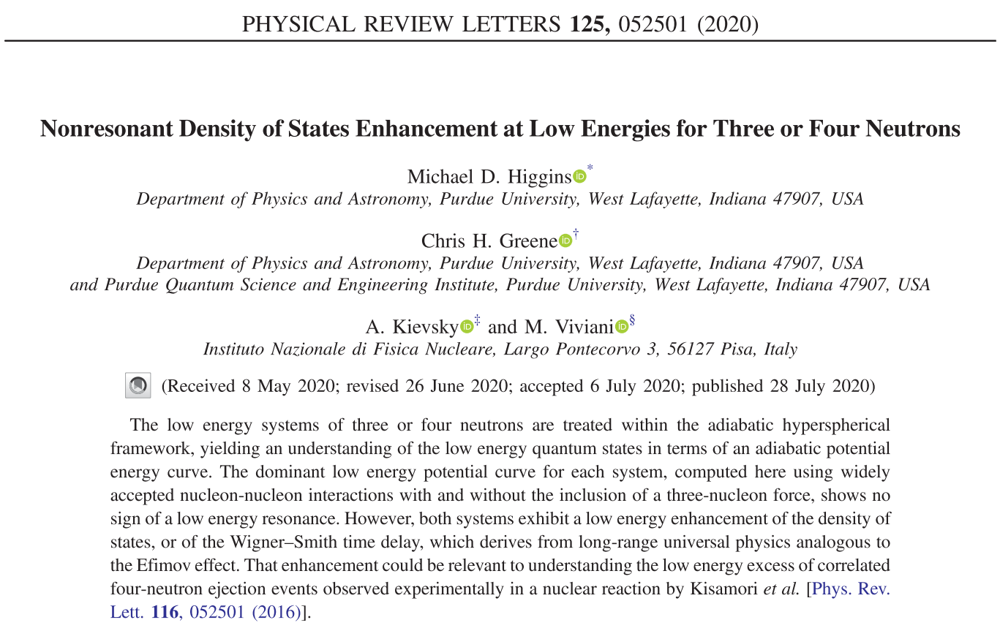 PHYSICAL REVIEW LETTERS 125, 052501 (2020)
Nonresonant Density of States Enhancement at Low Energies for Three or Four Neutrons
Michael D. Higgins iD *
Department of Physics and Astronomy, Purdue University, West Lafayette, Indiana 47907, USA
Chris H. Greene iD †
Department of Physics and Astronomy, Purdue University, West Lafayette, Indiana 47907, USA
and Purdue Quantum Science and Engineering Institute, Purdue University, West Lafayette, Indiana 47907, USA
A. Kievsky iD ‡ and M. Viviani iD §
Instituto Nazionale di Fisica Nucleare, Largo Pontecorvo 3, 56127 Pisa, Italy
(Received 8 May 2020; revised 26 June 2020; accepted 6 July 2020; published 28 July 2020)
The low energy systems of three or four neutrons are treated within the adiabatic hyperspherical
framework, yielding an understanding of the low energy quantum states in terms of an adiabatic potential
energy curve. The dominant low energy potential curve for each system, computed here using widely
accepted nucleon-nucleon interactions with and without the inclusion of a three-nucleon force, shows no
sign of a low energy resonance. However, both systems exhibit a low energy enhancement of the density of
states, or of the Wigner–Smith time delay, which derives from long-range universal physics analogous to
the Efimov effect. That enhancement could be relevant to understanding the low energy excess of correlated
four-neutron ejection events observed experimentally in a nuclear reaction by Kisamori et al. [Phys. Rev.
Lett. 116, 052501 (2016)].